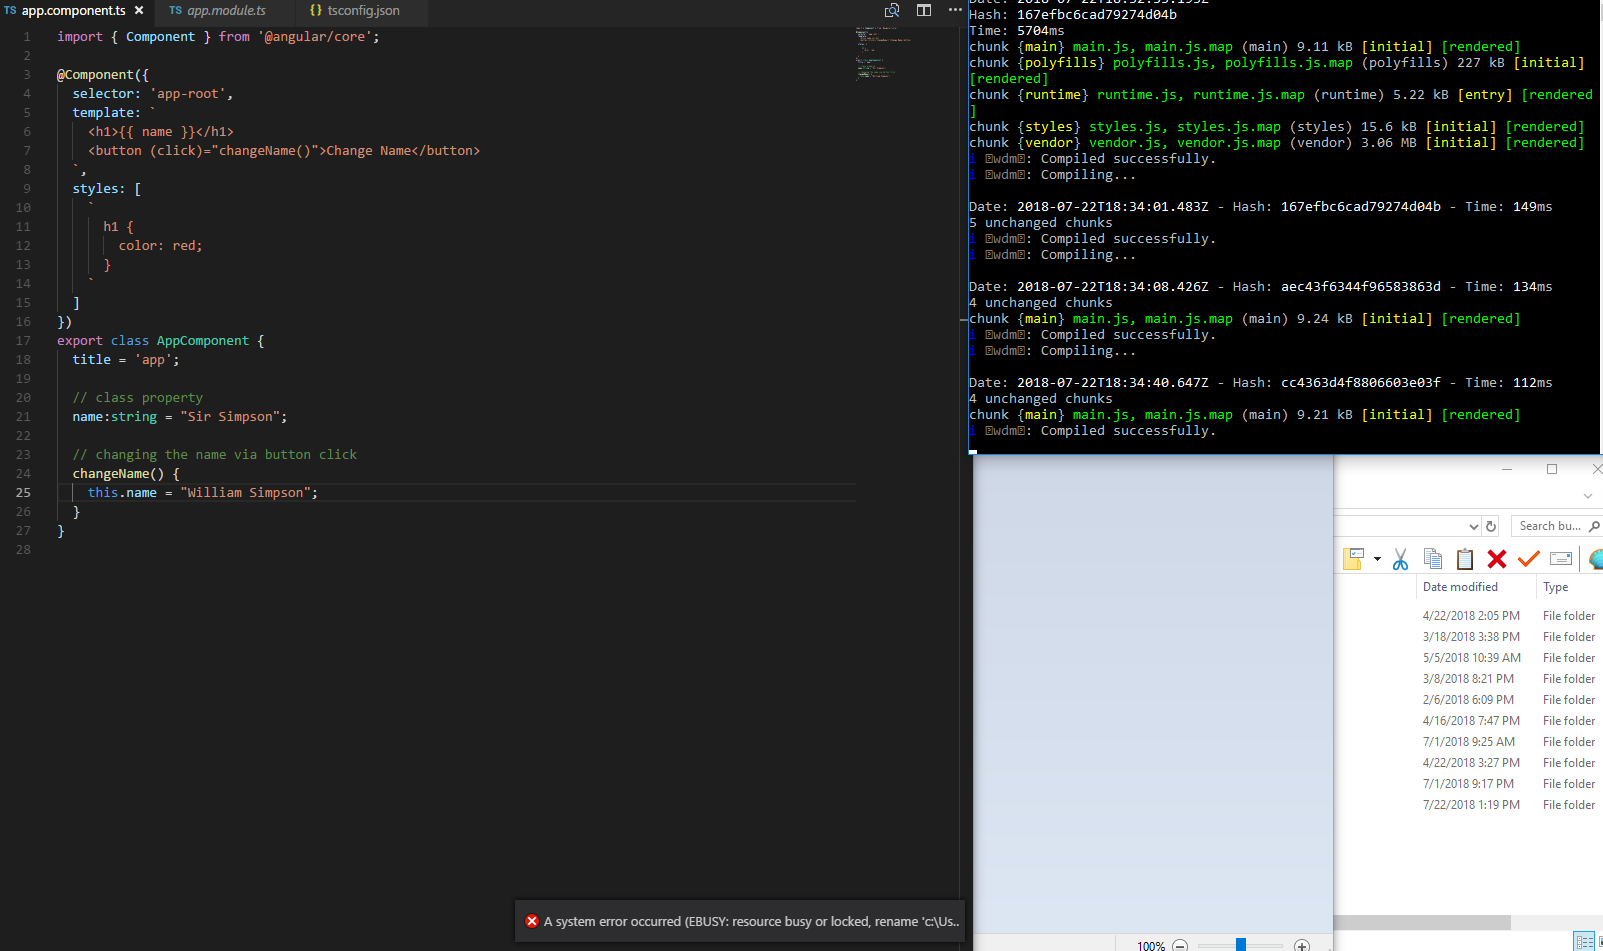 TS app.component.ts ×
TS app.module.ts
{} tsconfig.json
1 import { Component } from '@angular/core';
2
3 @Component({
4 selector: 'app-root',
5 template: `
6 <h1>{{ name }}</h1>
7 <button (click)="changeName()">Change Name</button>
8 `,
9 styles: [
10 `
11 h1 {
12 color: red;
13 }
14 `
15 ]
16 })
17 export class AppComponent {
18 title = 'app';
19
20 // class property
21 name:string = "Sir Simpson";
22
23 // changing the name via button click
24 changeName() {
25 this.name = "William Simpson";
26 }
27 }
28
A system error occurred (EBUSY: resource busy or locked, rename 'c:\Us..
Hash: 167efbc6cad79274d04b
Time: 5704ms
chunk {main} main.js, main.js.map (main) 9.11 kB [initial] [rendered]
chunk {polyfills} polyfills.js, polyfills.js.map (polyfills) 227 kB [initial]
[rendered]
chunk {runtime} runtime.js, runtime.js.map (runtime) 5.22 kB [entry] [rendered
]
chunk {styles} styles.js, styles.js.map (styles) 15.6 kB [initial] [rendered]
chunk {vendor} vendor.js, vendor.js.map (vendor) 3.06 MB [initial] [rendered]
i ｢wdm｣: Compiled successfully.
i ｢wdm｣: Compiling...
Date: 2018-07-22T18:34:01.483Z - Hash: 167efbc6cad79274d04b - Time: 149ms
5 unchanged chunks
i ｢wdm｣: Compiled successfully.
i ｢wdm｣: Compiling...
Date: 2018-07-22T18:34:08.426Z - Hash: aec43f6344f96583863d - Time: 134ms
4 unchanged chunks
chunk {main} main.js, main.js.map (main) 9.24 kB [initial] [rendered]
i ｢wdm｣: Compiled successfully.
i ｢wdm｣: Compiling...
Date: 2018-07-22T18:34:40.647Z - Hash: cc4363d4f8806603e03f - Time: 112ms
4 unchanged chunks
chunk {main} main.js, main.js.map (main) 9.21 kB [initial] [rendered]
i ｢wdm｣: Compiled successfully.
Search bu...
Date modified Type
4/22/2018 2:05 PM File folder
3/18/2018 3:38 PM File folder
5/5/2018 10:39 AM File folder
3/8/2018 8:21 PM File folder
2/6/2018 6:09 PM File folder
4/16/2018 7:47 PM File folder
7/1/2018 9:25 AM File folder
4/22/2018 3:27 PM File folder
7/1/2018 9:17 PM File folder
7/22/2018 1:19 PM File folder
100%